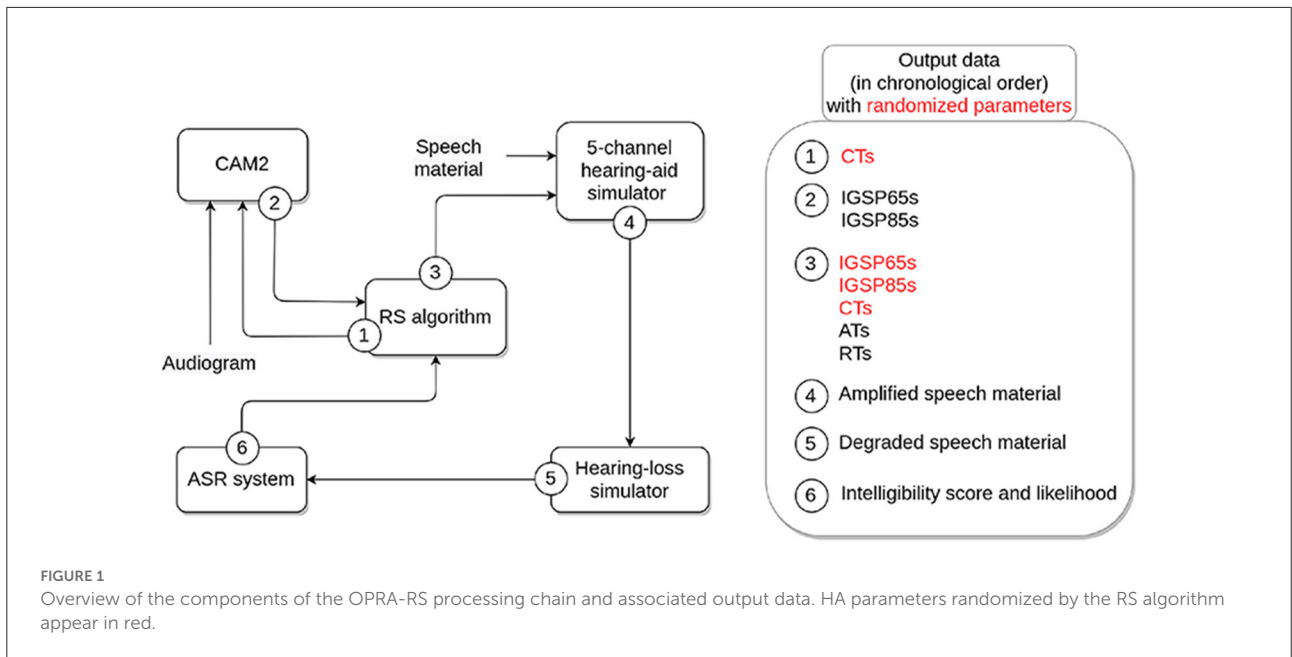 Output data
(in chronological order)
with randomized parameters
CAM2
2
Speech
material
5-channel
hearing-aid
simulator
4
3
RS algorithm
1
Audiogram
6
ASR system
5
Hearing-loss
simulator
1 CTs
2 IGSP65s
IGSP85s
3 IGSP65s
IGSP85s
CTs
ATs
RTs
4 Amplified speech material
5 Degraded speech material
6 Intelligibility score and likelihood
FIGURE 1
Overview of the components of the OPRA-RS processing chain and associated output data. HA parameters randomized by the RS algorithm
appear in red.